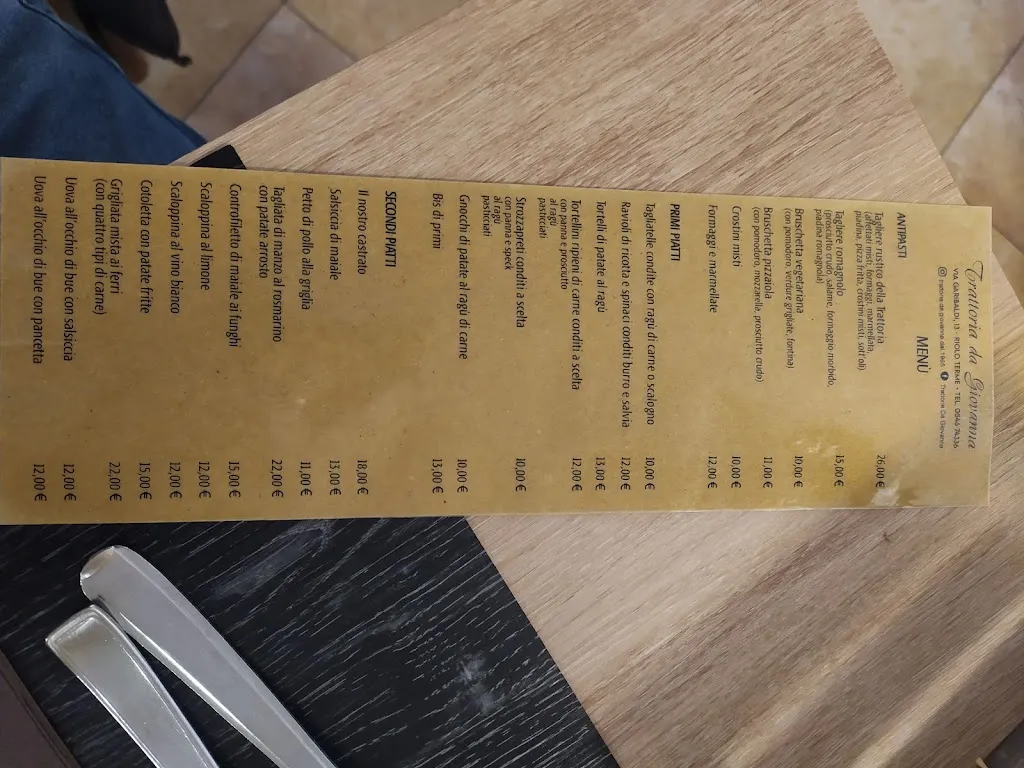 Trattoria da Giovanna
VIA GARIBALDI, 13 - RIOLO TERME - TEL. 0546 74336
trattoria.da.giovanna.dal.1965 Trattoria Da Giovanna
MENÙ
ANTIPASTI
Tagliere rustico della Trattoria 26,00 €
(affettati misti, formaggi, marmellata,
piadina, pizza fritta, crostini misti, sott'oli)
Tagliere romagnolo 15,00 €
(prosciutto crudo, salame, formaggio morbido,
piadina romagnola)
Bruschetta vegetariana 10,00 €
(con pomodoro, verdure grigliate, fontina)
Bruschetta pizzaiola 11,00 €
(con pomodoro, mozzarella, prosciutto crudo)
Crostini misti 10,00 €
Formaggi e marmellate 12,00 €
PRIMI PIATTI
Tagliatelle condite con ragù di carne o scalogno 10,00 €
Ravioli di ricotta e spinaci conditi burro e salvia 12,00 €
Tortelli di patate al ragù 13,00 €
Tortellini ripieni di carne conditi a scelta 12,00 €
con panna e prosciutto
al ragù
pasticciati
Strozzapreti conditi a scelta 10,00 €
con panna e speck
al ragù
pasticciati
Gnocchi di patate al ragù di carne 10,00 €
Bis di primi 13,00 €
SECONDI PIATTI
Il nostro castrato 18,00 €
Salsiccia di maiale 13,00 €
Petto di pollo alla griglia 11,00 €
Tagliata di manzo al rosmarino 22,00 €
con patate arrosto
Controfiletto di maiale ai funghi 15,00 €
Scaloppina al limone 12,00 €
Scaloppina al vino bianco 12,00 €
Cotoletta con patate fritte 15,00 €
Grigliata mista ai ferri 22,00 €
(con quattro tipi di carne)
Uova all'occhio di bue con salsiccia 12,00 €
Uova all'occhio di bue con pancetta 12,00 €